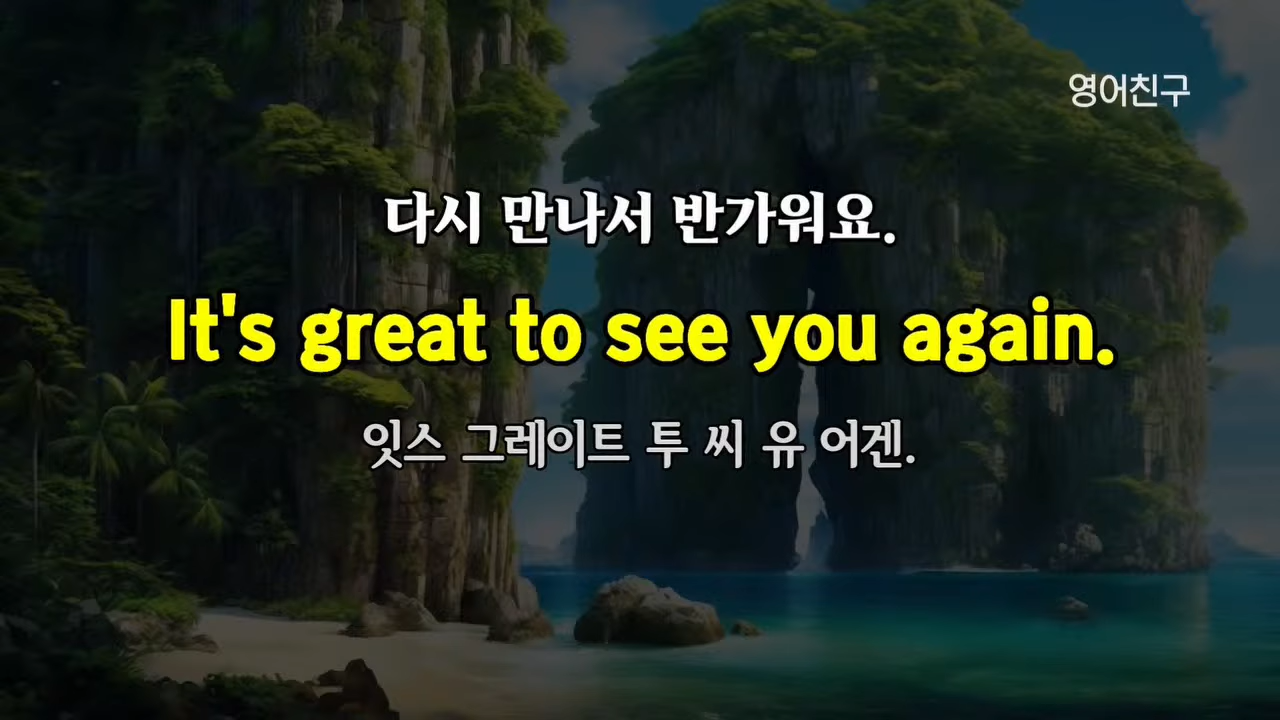 영어친구
다시 만나서 반가워요.
It's great to see you again.
잇스 그레이트 투 씨 유 어겐.